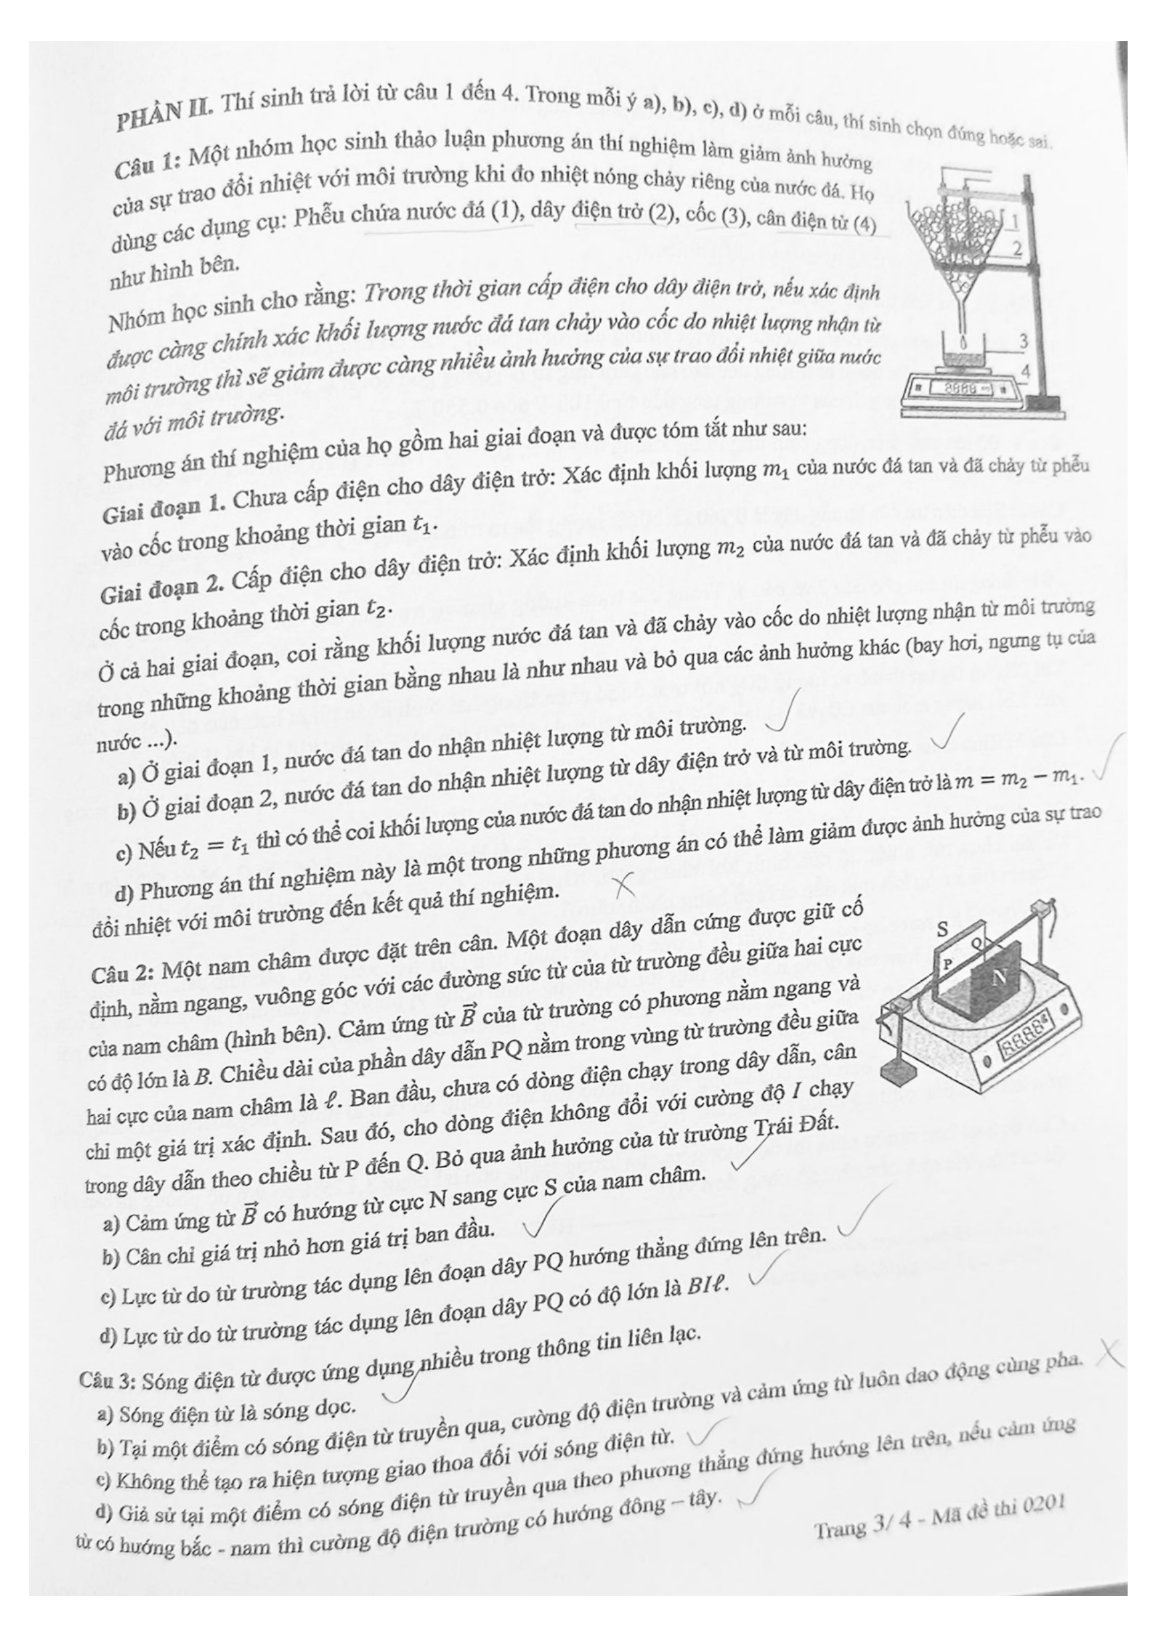 PHẦN II. Thí sinh trả lời từ câu 1 đến 4. Trong mỗi ý a), b), c), d) ở mỗi câu, thí sinh chọn đúng hoặc sai.
Câu 1: Một nhóm học sinh thảo luận phương án thí nghiệm làm giảm ảnh hưởng
của sự trao đổi nhiệt với môi trường khi đo nhiệt nóng chảy riêng của nước đá. Họ
dùng các dụng cụ: Phễu chứa nước đá (1), dây điện trở (2), cốc (3), cân điện tử (4)
như hình bên.
1
2
3
4
Nhóm học sinh cho rằng: Trong thời gian cấp điện cho dây điện trở, nếu xác định
được càng chính xác khối lượng nước đá tan chảy vào cốc do nhiệt lượng nhận từ
môi trường thì sẽ giảm được càng nhiều ảnh hưởng của sự trao đổi nhiệt giữa nước
đá với môi trường.
Phương án thí nghiệm của họ gồm hai giai đoạn và được tóm tắt như sau:
Giai đoạn 1. Chưa cấp điện cho dây điện trở: Xác định khối lượng m₁ của nước đá tan và đã chảy từ phễu
vào cốc trong khoảng thời gian t₁.
Giai đoạn 2. Cấp điện cho dây điện trở: Xác định khối lượng m₂ của nước đá tan và đã chảy từ phễu vào
cốc trong khoảng thời gian t₂.
Ở cả hai giai đoạn, coi rằng khối lượng nước đá tan và đã chảy vào cốc do nhiệt lượng nhận từ môi trường
trong những khoảng thời gian bằng nhau là như nhau và bỏ qua các ảnh hưởng khác (bay hơi, ngưng tụ của
nước ...).
a) Ở giai đoạn 1, nước đá tan do nhận nhiệt lượng từ môi trường.
b) Ở giai đoạn 2, nước đá tan do nhận nhiệt lượng từ dây điện trở và từ môi trường.
c) Nếu t₂ = t₁ thì có thể coi khối lượng của nước đá tan do nhận nhiệt lượng từ dây điện trở là m = m₂ − m₁.
d) Phương án thí nghiệm này là một trong những phương án có thể làm giảm được ảnh hưởng của sự trao
đổi nhiệt với môi trường đến kết quả thí nghiệm.
Câu 2: Một nam châm được đặt trên cân. Một đoạn dây dẫn cứng được giữ cố
định, nằm ngang, vuông góc với các đường sức từ của từ trường đều giữa hai cực
của nam châm (hình bên). Cảm ứng từ B⃗ của từ trường có phương nằm ngang và
có độ lớn là B. Chiều dài của phần dây dẫn PQ nằm trong vùng từ trường đều giữa
hai cực của nam châm là ℓ. Ban đầu, chưa có dòng điện chạy trong dây dẫn, cân
chỉ một giá trị xác định. Sau đó, cho dòng điện không đổi với cường độ I chạy
trong dây dẫn theo chiều từ P đến Q. Bỏ qua ảnh hưởng của từ trường Trái Đất.
S
Q
P
N
a) Cảm ứng từ B⃗ có hướng từ cực N sang cực S của nam châm.
b) Cân chỉ giá trị nhỏ hơn giá trị ban đầu.
c) Lực từ do từ trường tác dụng lên đoạn dây PQ hướng thẳng đứng lên trên.
d) Lực từ do từ trường tác dụng lên đoạn dây PQ có độ lớn là BIℓ.
Câu 3: Sóng điện từ được ứng dụng nhiều trong thông tin liên lạc.
a) Sóng điện từ là sóng dọc.
b) Tại một điểm có sóng điện từ truyền qua, cường độ điện trường và cảm ứng từ luôn dao động cùng pha.
c) Không thể tạo ra hiện tượng giao thoa đối với sóng điện từ.
d) Giả sử tại một điểm có sóng điện từ truyền qua theo phương thẳng đứng hướng lên trên, nếu cảm ứng
từ có hướng bắc - nam thì cường độ điện trường có hướng đông – tây.
Trang 3/ 4 - Mã đề thi 0201